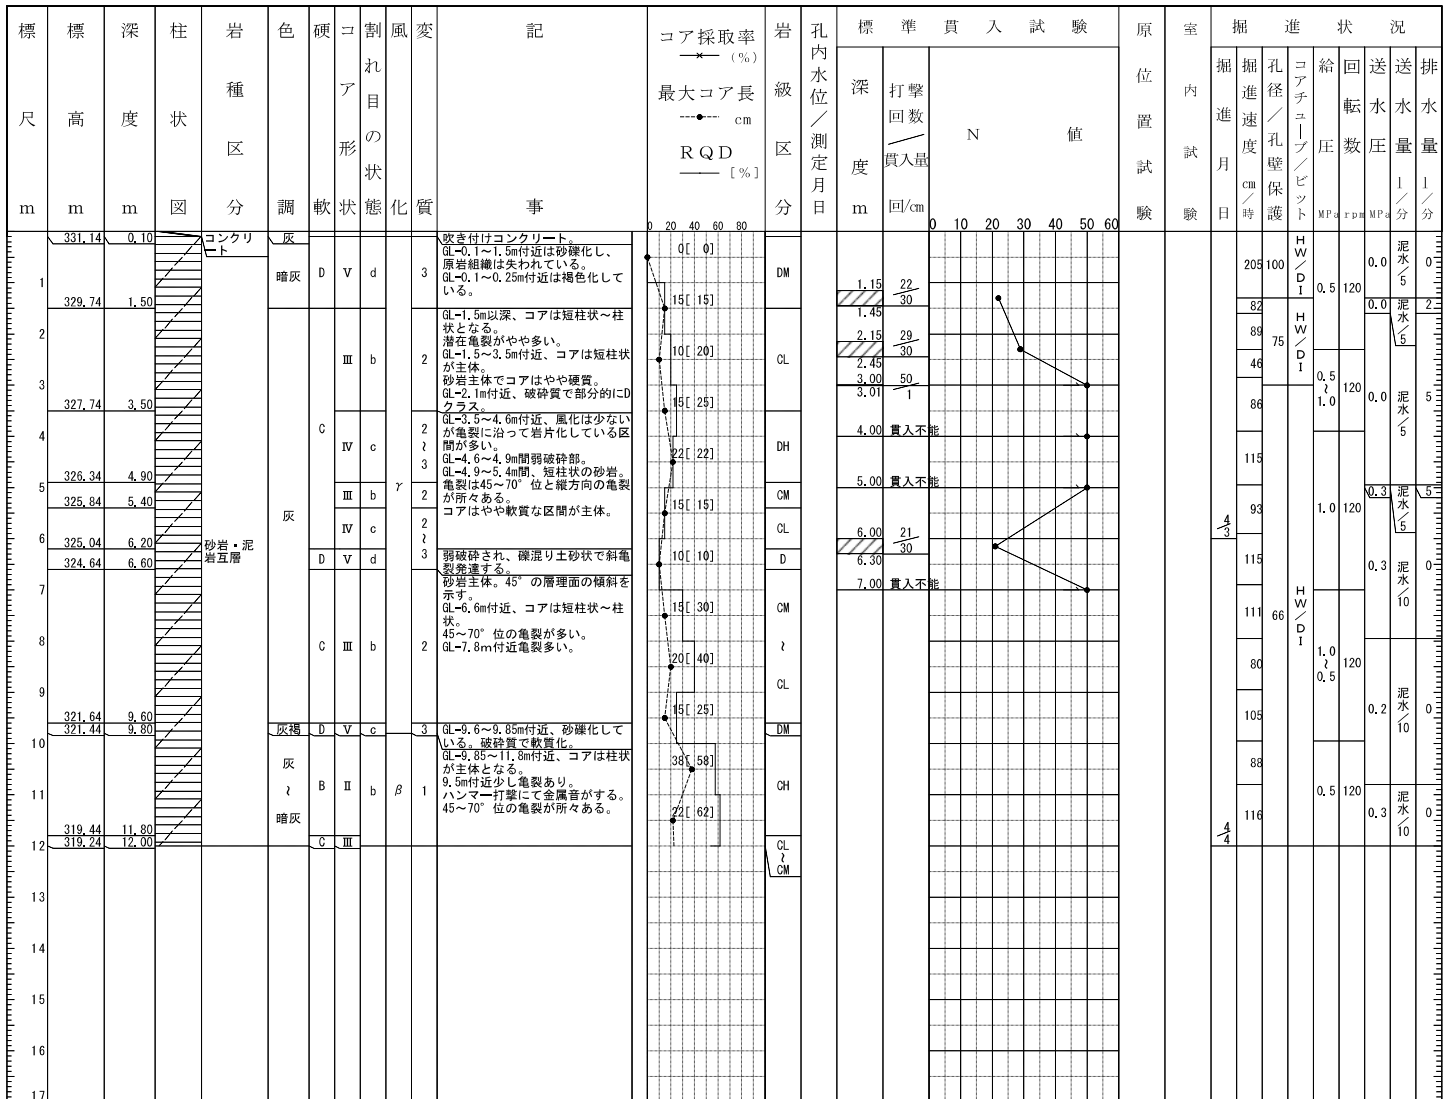 標尺 m
標高 m
深度 m
柱状図
岩種区分
色調
硬軟
コア形状
割れ目の状態
風化
変質
記事
コア採取率
(%)
最大コア長
cm
RQD
[%]
岩級区分
孔内水位/測定月日
標準貫入試験
深度 m
打撃回数/貫入量 回/cm
N 値
原位置試験
室内試験
掘進状況
掘進月日
掘進速度 cm/時
孔径/孔壁保護
コアチューブ/ビット
給圧 MPa
回転数 rpm
送水圧 MPa
送水量 l/分
排水量 l/分
0 20 40 60 80
0 10 20 30 40 50 60
1
2
3
4
5
6
7
8
9
10
11
12
13
14
15
16
17
331.14 0.10
329.74 1.50
327.74 3.50
326.34 4.90
325.84 5.40
325.04 6.20
324.64 6.60
321.64 9.60
321.44 9.80
319.44 11.80
319.24 12.00
コンクリート
砂岩・泥岩互層
灰
暗灰
灰
灰褐
灰
~
暗灰
D
C
D
C
D
B
C
V
III
IV
III
IV
V
III
V
II
III
d
b
c
b
c
d
b
c
b
γ
β
3
2
2~3
2
2~3
2
3
1
吹き付けコンクリート。
GL-0.1~1.5m付近は砂礫化し、
原岩組織は失われている。
GL-0.1~0.25m付近は褐色化して
いる。
GL-1.5m以深、コアは短柱状~柱
状となる。
潜在亀裂がやや多い。
GL-1.5~3.5m付近、コアは短柱状
が主体。
砂岩主体でコアはやや硬質。
GL-2.1m付近、破砕質で部分的にD
クラス。
GL-3.5~4.6m付近、風化は少ない
が亀裂に沿って岩片化している区
間が多い。
GL-4.6~4.9m間弱破砕部。
GL-4.9~5.4m間、短柱状の砂岩。
亀裂は45~70°位と縦方向の亀裂
が所々ある。
コアはやや軟質な区間が主体。
弱破砕され、礫混り土砂状で斜亀
裂発達する。
砂岩主体。45°の層理面の傾斜を
示す。
GL-6.6m付近、コアは短柱状~柱
状。
45~70°位の亀裂が多い。
GL-7.8m付近亀裂多い。
GL-9.6~9.85m付近、砂礫化して
いる。破砕質で軟質化。
GL-9.85~11.8m付近、コアは柱状
が主体となる。
9.5m付近少し亀裂あり。
ハンマー打撃にて金属音がする。
45~70°位の亀裂が所々ある。
0[ 0]
15[ 15]
10[ 20]
15[ 25]
22[ 22]
15[ 15]
10[ 10]
15[ 30]
20[ 40]
15[ 25]
38[ 58]
22[ 62]
DM
CL
DH
CM
CL
D
CM
~
CL
DM
CH
CL
~
CM
1.15 22/30
1.45
2.15 29/30
2.45
3.00 50/1
3.01
4.00 貫入不能
5.00 貫入不能
6.00 21/30
6.30
7.00 貫入不能
4/3
4/4
205
82
89
46
86
115
93
115
111
80
105
88
116
100
75
66
HW/DI
HW/DI
HW/DI
0.5
0.5~1.0
1.0
1.0~0.5
0.5
120
120
120
120
120
0.0
0.0
0.0
0.3
0.3
0.2
0.3
泥水/5
泥水/5
泥水/5
泥水/5
泥水/10
泥水/10
泥水/10
0
2
5
5
0
0
0